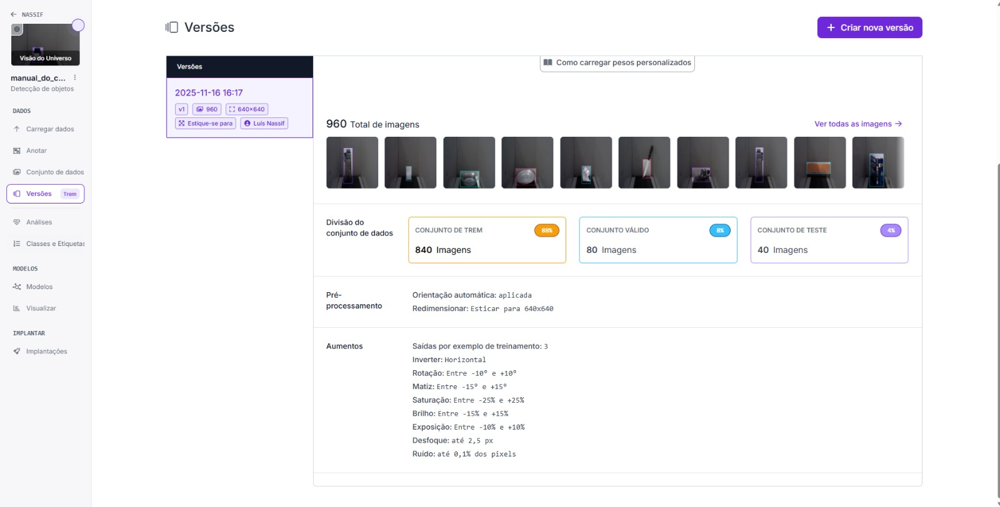 NASSIF
Visão do Universo
manual_do_c...
Detecção de objetos
DADOS
Carregar dados
Anotar
Conjunto de dados
Versões Trem
Análises
Classes e Etiquetas
MODELOS
Modelos
Visualizar
IMPLANTAR
Implantações
Versões
Criar nova versão
Versões
2025-11-16 16:17
v1 960 640×640
Estique-se para Luís Nassif
Como carregar pesos personalizados
960 Total de imagens
Ver todas as imagens →
Divisão do
conjunto de dados
CONJUNTO DE TREM 88%
840 Imagens
CONJUNTO VÁLIDO 8%
80 Imagens
CONJUNTO DE TESTE 4%
40 Imagens
Pré-
processamento
Orientação automática: aplicada
Redimensionar: Esticar para 640x640
Aumentos
Saídas por exemplo de treinamento: 3
Inverter: Horizontal
Rotação: Entre -10° e +10°
Matiz: Entre -15° e +15°
Saturação: Entre -25% e +25%
Brilho: Entre -15% e +15%
Exposição: Entre -10% e +10%
Desfoque: até 2,5 px
Ruído: até 0,1% dos pixels